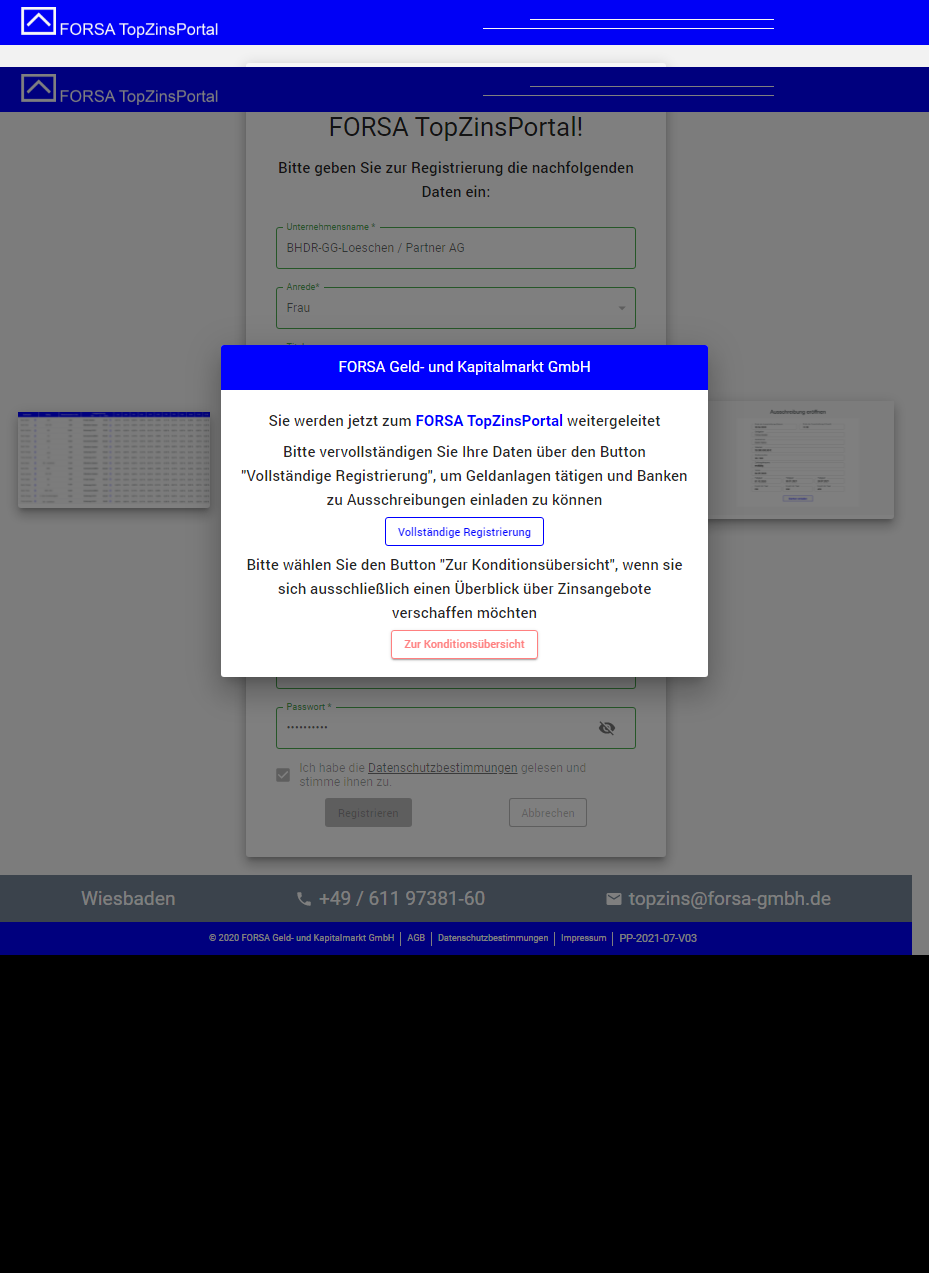 FORSA TopZinsPortal
FORSA TopZinsPortal
FORSA TopZinsPortal!
Bitte geben Sie zur Registrierung die nachfolgenden
Daten ein:
Unternehmensname *
BHDR-GG-Loeschen / Partner AG
Anrede*
Frau
FORSA Geld- und Kapitalmarkt GmbH
Sie werden jetzt zum FORSA TopZinsPortal weitergeleitet
Bitte vervollständigen Sie Ihre Daten über den Button
"Vollständige Registrierung", um Geldanlagen tätigen und Banken
zu Ausschreibungen einladen zu können
Vollständige Registrierung
Bitte wählen Sie den Button "Zur Konditionsübersicht", wenn sie
sich ausschließlich einen Überblick über Zinsangebote
verschaffen möchten
Zur Konditionsübersicht
Ausschreibung eröffnen
Passwort *
••••••••••
Ich habe die Datenschutzbestimmungen gelesen und
stimme ihnen zu.
Registrieren
Abbrechen
Wiesbaden
+49 / 611 97381-60
topzins@forsa-gmbh.de
© 2020 FORSA Geld- und Kapitalmarkt GmbH | AGB | Datenschutzbestimmungen | Impressum | PP-2021-07-V03